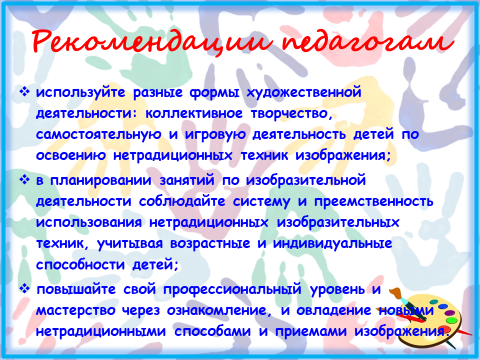 Рекомендации педагогам
❖ используйте разные формы художественной
деятельности: коллективное творчество,
самостоятельную и игровую деятельность детей по
освоению нетрадиционных техник изображения;
❖ в планировании занятий по изобразительной
деятельности соблюдайте систему и преемственность
использования нетрадиционных изобразительных
техник, учитывая возрастные и индивидуальные
способности детей;
❖ повышайте свой профессиональный уровень и
мастерство через ознакомление, и овладение новыми
нетрадиционными способами и приемами изображения.